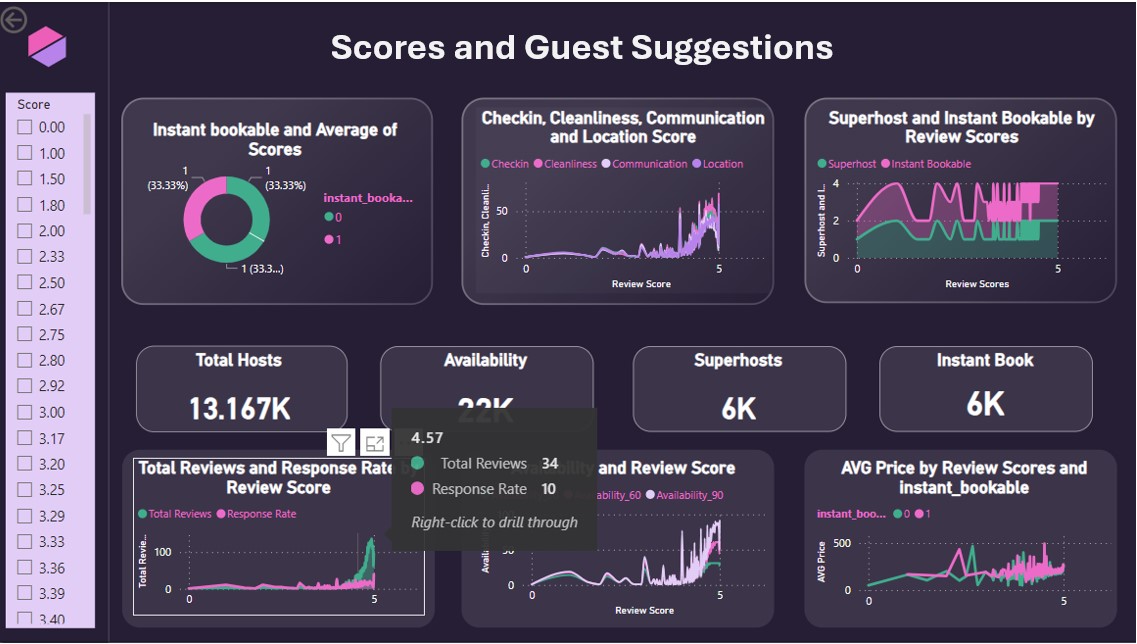 Scores and Guest Suggestions
Score
0.00
1.00
1.50
1.80
2.00
2.33
2.50
2.67
2.75
2.80
2.92
3.00
3.17
3.20
3.25
3.29
3.33
3.36
3.39
3.40
Instant bookable and Average of
Scores
1
(33.33%)
1
(33.33%)
1 (33.3...)
instant_booka...
0
1
Checkin, Cleanliness, Communication
and Location Score
Checkin Cleanliness Communication Location
Checkin, Cleanli...
50
0
0 5
Review Score
Superhost and Instant Bookable by
Review Scores
Superhost Instant Bookable
Superhost and I...
4
2
0
0 5
Review Scores
Total Hosts
13.167K
Availability
22K
Superhosts
6K
Instant Book
6K
Total Reviews and Response Rate by
Review Score
Total Reviews Response Rate
Total Revie...
100
0
0 5
4.57
Total Reviews 34
Response Rate 10
Right-click to drill through
and Review Score
Availability_90
0
0 5
Review Score
AVG Price by Review Scores and
instant_bookable
instant_boo... 0 1
AVG Price
500
0
0 5